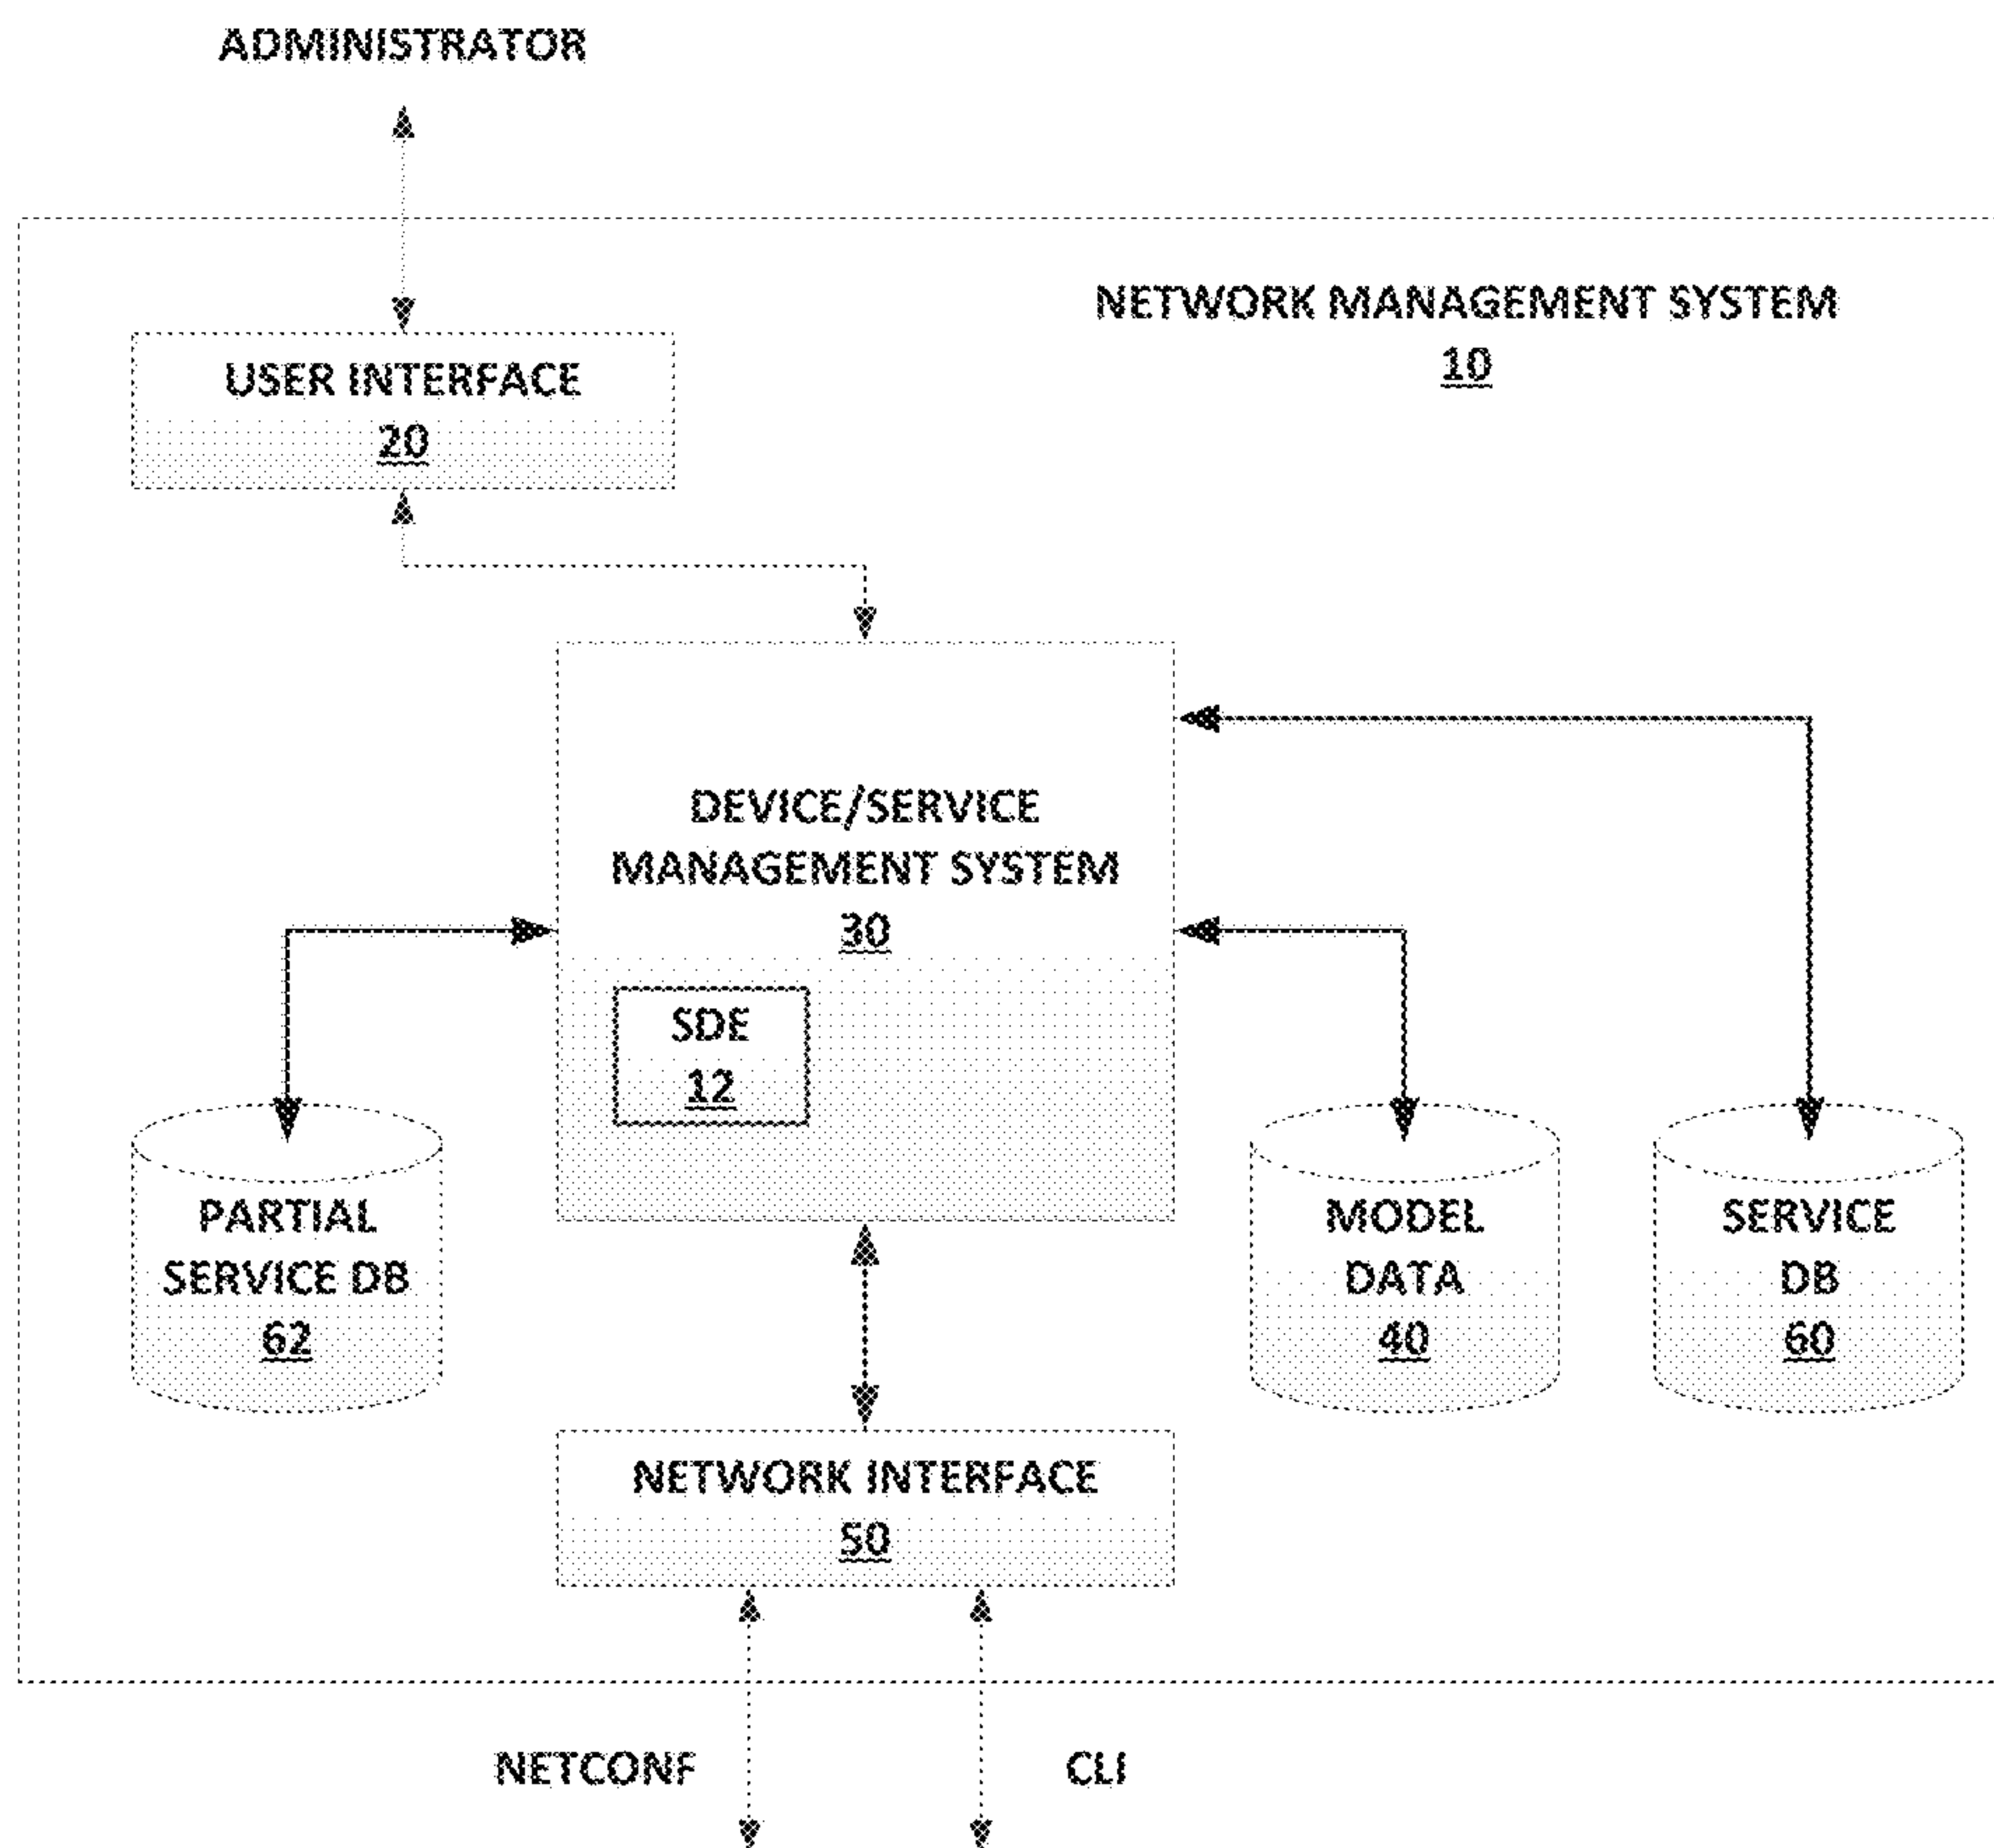 ADMINISTRATOR
NETWORK MANAGEMENT SYSTEM
10
USER INTERFACE
20
DEVICE/SERVICE
MANAGEMENT SYSTEM
30
SDE
12
PARTIAL
SERVICE DB
62
MODEL
DATA
40
SERVICE
DB
60
NETWORK INTERFACE
50
NETCONF
CLI